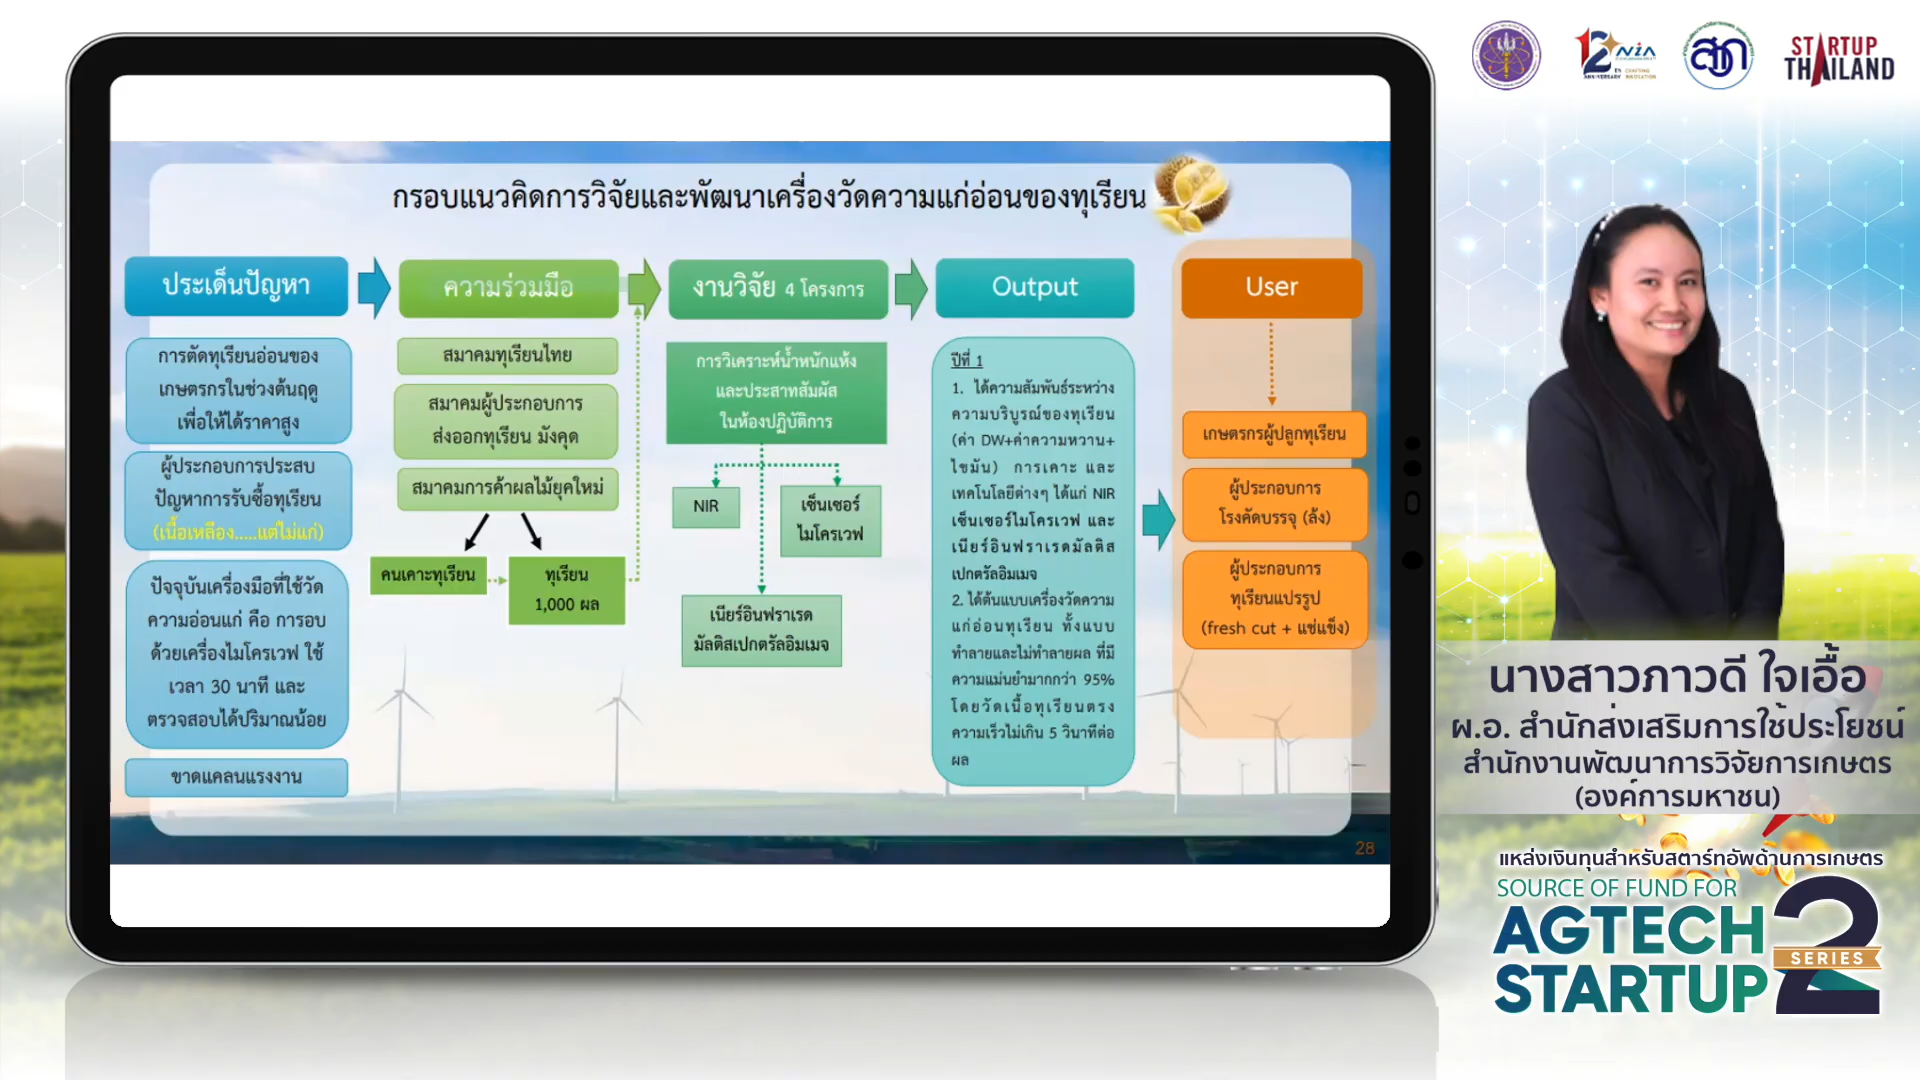 กรอบแนวคิดการวิจัยและพัฒนาเครื่องวัดความแก่อ่อนของทุเรียน
ประเด็นปัญหา
การตัดทุเรียนอ่อนของ
เกษตรกรในช่วงต้นฤดู
เพื่อให้ได้ราคาสูง
ผู้ประกอบการประสบ
ปัญหาการรับซื้อทุเรียน
(เนื้อเหลือง.....แต่ไม่แก่)
ปัจจุบันเครื่องมือที่ใช้วัด
ความอ่อนแก่ คือ การอบ
ด้วยเครื่องไมโครเวฟ ใช้
เวลา 30 นาที และ
ตรวจสอบได้ปริมาณน้อย
ขาดแคลนแรงงาน
ความร่วมมือ
สมาคมทุเรียนไทย
สมาคมผู้ประกอบการ
ส่งออกทุเรียน มังคุด
สมาคมการค้าผลไม้ยุคใหม่
คนเคาะทุเรียน
ทุเรียน
1,000 ผล
งานวิจัย 4 โครงการ
การวิเคราะห์น้ำหนักแห้ง
และประสาทสัมผัส
ในห้องปฏิบัติการ
NIR
เซ็นเซอร์
ไมโครเวฟ
เนียร์อินฟราเรด
มัลติสเปกตรัลอิมเมจ
Output
ปีที่ 1
1. ได้ความสัมพันธ์ระหว่าง
ความบริบูรณ์ของทุเรียน
(ค่า DW+ค่าความหวาน+
ไขมัน) การเคาะ และ
เทคโนโลยีต่างๆ ได้แก่ NIR
เซ็นเซอร์ไมโครเวฟ และ
เนียร์อินฟราเรดมัลติส
เปกตรัลอิมเมจ
2. ได้ต้นแบบเครื่องวัดความ
แก่อ่อนทุเรียน ทั้งแบบ
ทำลายและไม่ทำลายผล ที่มี
ความแม่นยำมากกว่า 95%
โดยวัดเนื้อทุเรียนตรง
ความเร็วไม่เกิน 5 วินาทีต่อ
ผล
User
เกษตรกรผู้ปลูกทุเรียน
ผู้ประกอบการ
โรงคัดบรรจุ (ล้ง)
ผู้ประกอบการ
ทุเรียนแปรรูป
(fresh cut + แช่แข็ง)
28
12 NIA
ANNIVERSARY
สวก
STARTUP
THAILAND
นางสาวภาวดี ใจเอื้อ
ผ.อ. สำนักส่งเสริมการใช้ประโยชน์
สำนักงานพัฒนาการวิจัยการเกษตร
(องค์การมหาชน)
แหล่งเงินทุนสำหรับสตาร์ทอัพด้านการเกษตร
SOURCE OF FUND FOR
AGTECH
STARTUP
2
SERIES